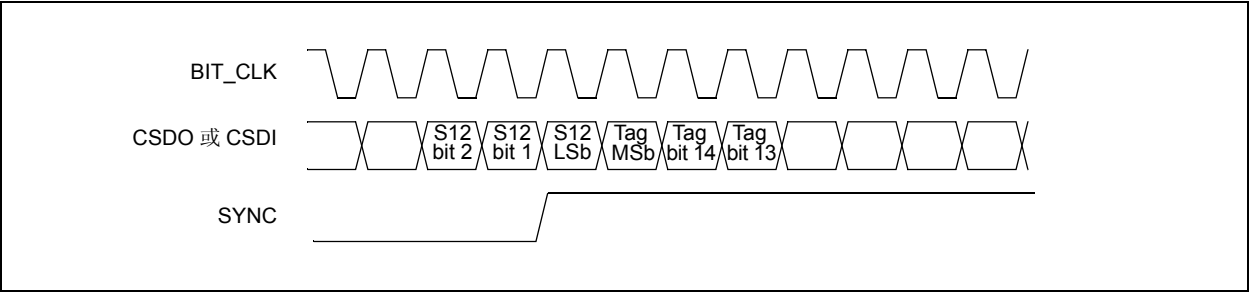 BIT_CLK
CSDO 或 CSDI
S12 bit 2
S12 bit 1
S12 LSb
Tag MSb
Tag bit 14
Tag bit 13
SYNC